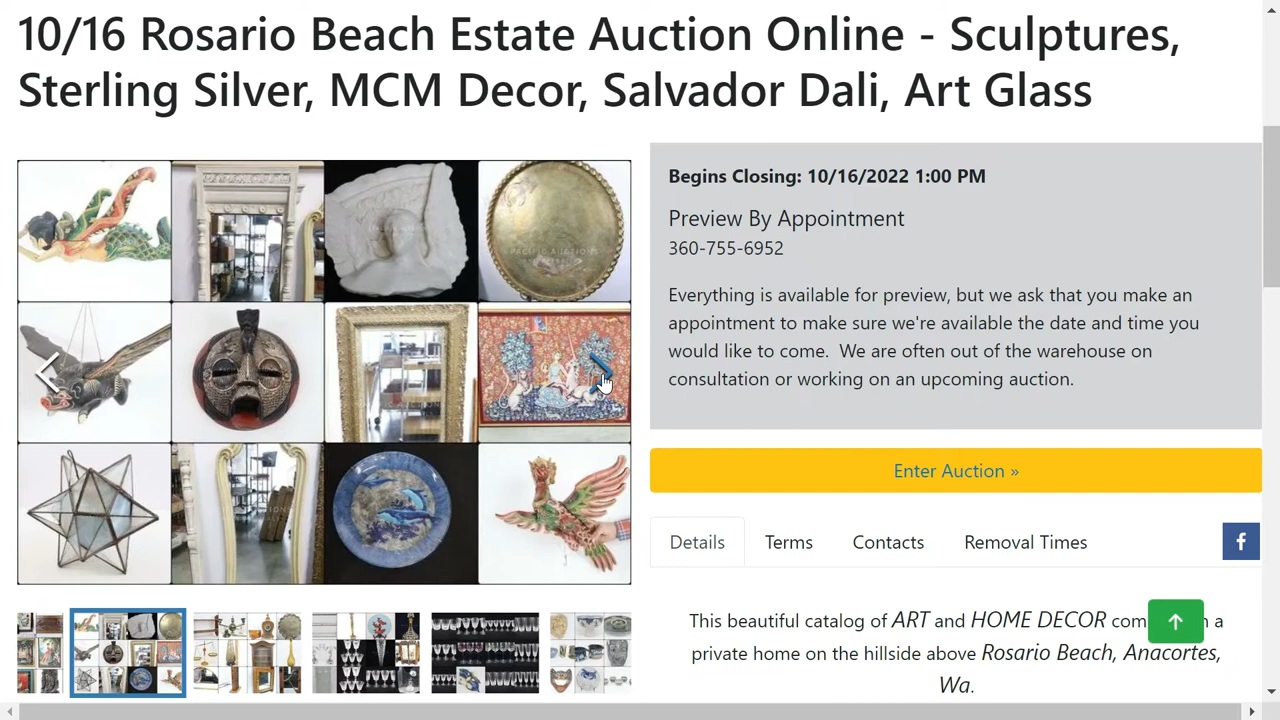 10/16 Rosario Beach Estate Auction Online - Sculptures,
Sterling Silver, MCM Decor, Salvador Dali, Art Glass
Begins Closing: 10/16/2022 1:00 PM
Preview By Appointment
360-755-6952
Everything is available for preview, but we ask that you make an
appointment to make sure we're available the date and time you
would like to come. We are often out of the warehouse on
consultation or working on an upcoming auction.
Enter Auction »
Details Terms Contacts Removal Times
This beautiful catalog of ART and HOME DECOR
private home on the hillside above Rosario Beach, Anacortes,
Wa.